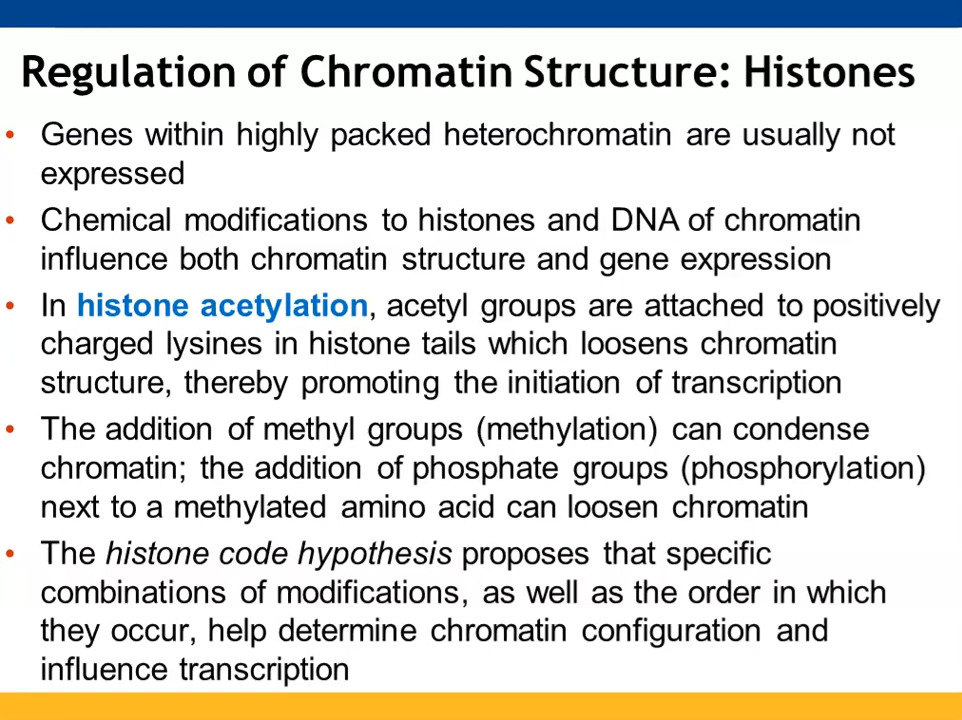 Regulation of Chromatin Structure: Histones
• Genes within highly packed heterochromatin are usually not
expressed
• Chemical modifications to histones and DNA of chromatin
influence both chromatin structure and gene expression
• In histone acetylation, acetyl groups are attached to positively
charged lysines in histone tails which loosens chromatin
structure, thereby promoting the initiation of transcription
• The addition of methyl groups (methylation) can condense
chromatin; the addition of phosphate groups (phosphorylation)
next to a methylated amino acid can loosen chromatin
• The histone code hypothesis proposes that specific
combinations of modifications, as well as the order in which
they occur, help determine chromatin configuration and
influence transcription